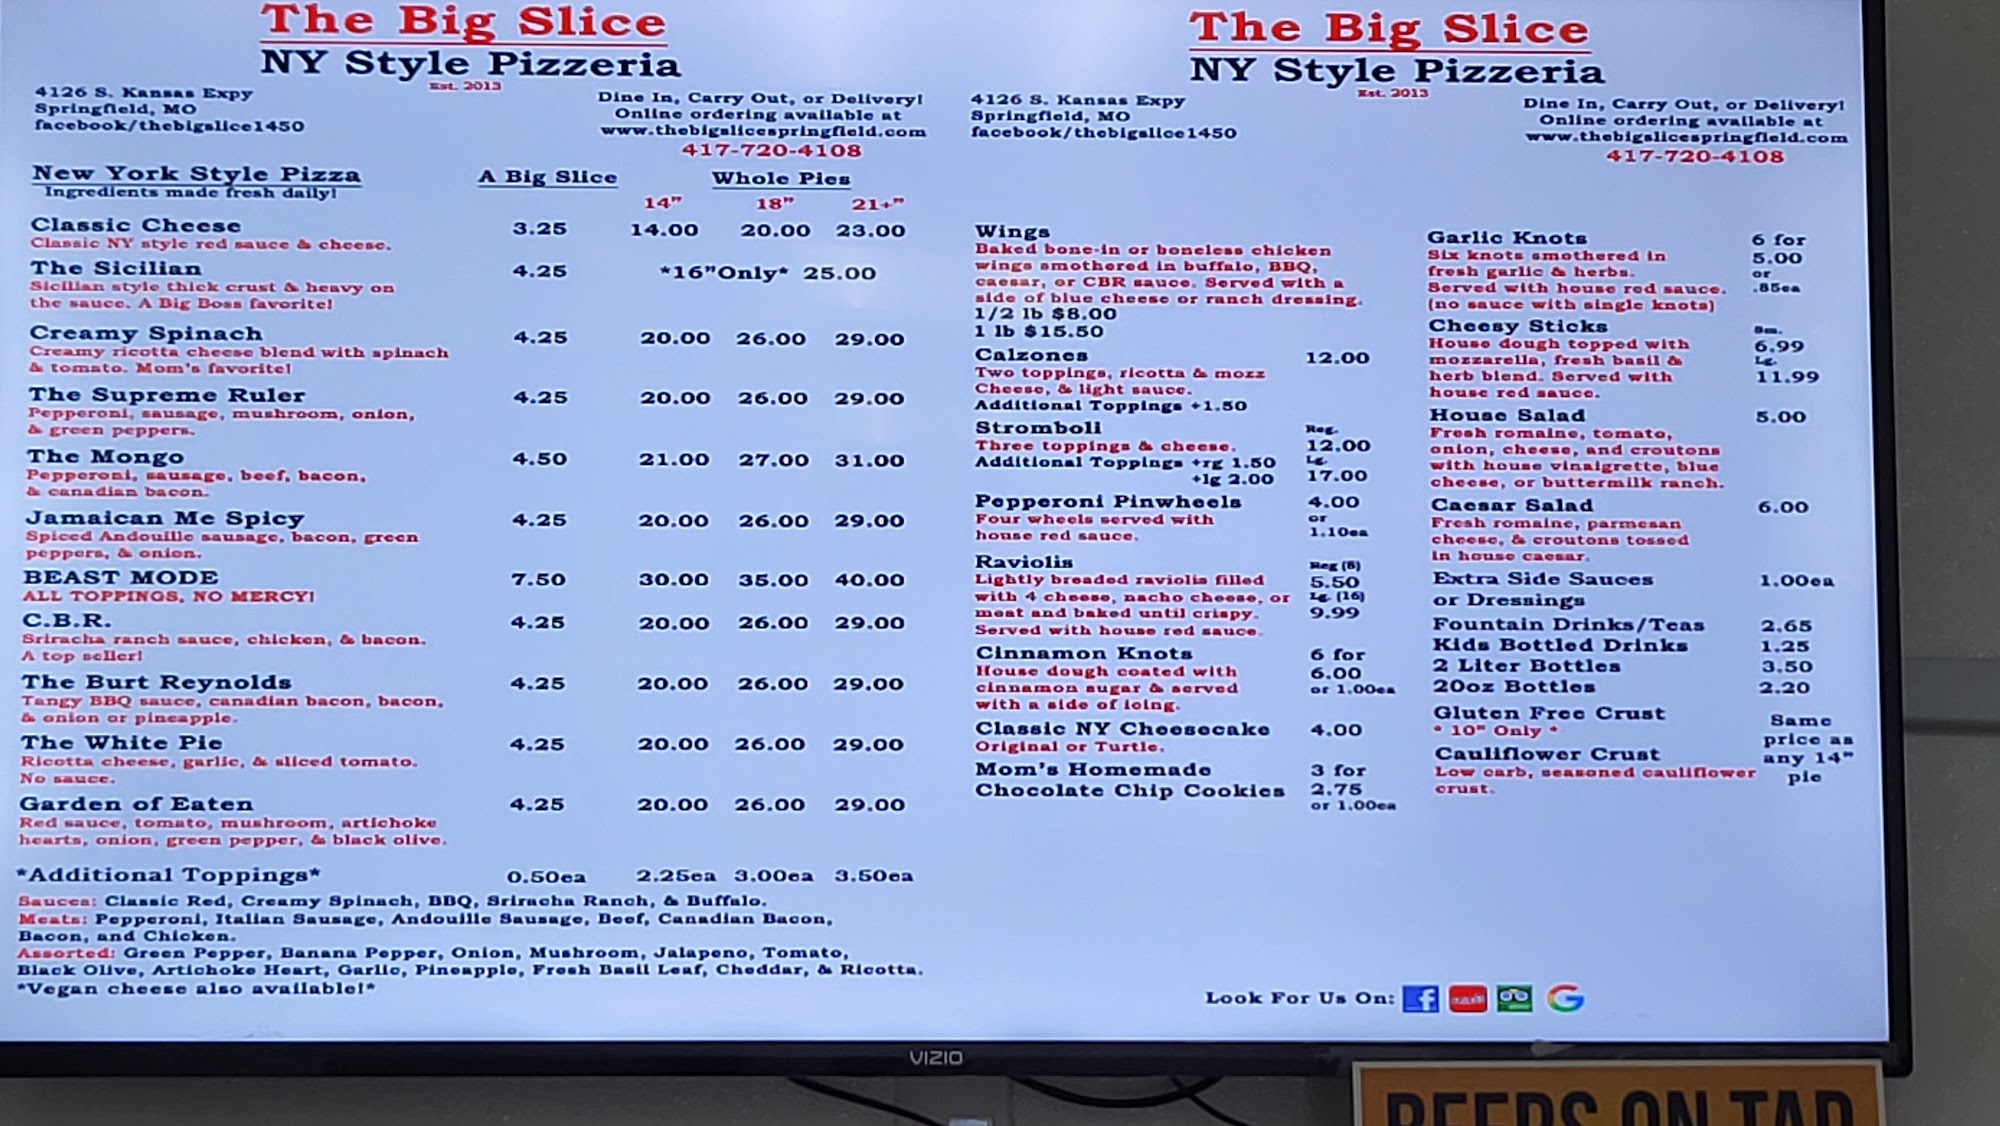 The Big Slice
NY Style Pizzeria
Est. 2013
4126 S. Kansas Expy
Springfield, MO
facebook/thebigslice1450
Dine In, Carry Out, or Delivery!
Online ordering available at
www.thebigslicespringfield.com
417-720-4108
New York Style Pizza
Ingredients made fresh daily!
A Big Slice
Whole Pies
14" 18" 21+"
Classic Cheese 3.25 14.00 20.00 23.00
Classic NY style red sauce & cheese.
The Sicilian 4.25 *16"Only* 25.00
Sicilian style thick crust & heavy on
the sauce. A Big Boss favorite!
Creamy Spinach 4.25 20.00 26.00 29.00
Creamy ricotta cheese blend with spinach
& tomato. Mom's favorite!
The Supreme Ruler 4.25 20.00 26.00 29.00
Pepperoni, sausage, mushroom, onion,
& green peppers.
The Mongo 4.50 21.00 27.00 31.00
Pepperoni, sausage, beef, bacon,
& canadian bacon.
Jamaican Me Spicy 4.25 20.00 26.00 29.00
Spiced Andouille sausage, bacon, green
peppers, & onion.
BEAST MODE 7.50 30.00 35.00 40.00
ALL TOPPINGS, NO MERCY!
C.B.R. 4.25 20.00 26.00 29.00
Sriracha ranch sauce, chicken, & bacon.
A top seller!
The Burt Reynolds 4.25 20.00 26.00 29.00
Tangy BBQ sauce, canadian bacon, bacon,
& onion or pineapple.
The White Pie 4.25 20.00 26.00 29.00
Ricotta cheese, garlic, & sliced tomato.
No sauce.
Garden of Eaten 4.25 20.00 26.00 29.00
Red sauce, tomato, mushroom, artichoke
hearts, onion, green pepper, & black olive.
*Additional Toppings* 0.50ea 2.25ea 3.00ea 3.50ea
Sauces: Classic Red, Creamy Spinach, BBQ, Sriracha Ranch, & Buffalo.
Meats: Pepperoni, Italian Sausage, Andouille Sausage, Beef, Canadian Bacon,
Bacon, and Chicken.
Assorted: Green Pepper, Banana Pepper, Onion, Mushroom, Jalapeno, Tomato,
Black Olive, Artichoke Heart, Garlic, Pineapple, Fresh Basil Leaf, Cheddar, & Ricotta.
*Vegan cheese also available!*
The Big Slice
NY Style Pizzeria
Est. 2013
4126 S. Kansas Expy
Springfield, MO
facebook/thebigslice1450
Dine In, Carry Out, or Delivery!
Online ordering available at
www.thebigslicespringfield.com
417-720-4108
Wings
Baked bone-in or boneless chicken
wings smothered in buffalo, BBQ,
caesar, or CBR sauce. Served with a
side of blue cheese or ranch dressing.
1/2 lb $8.00
1 lb $15.50
Calzones 12.00
Two toppings, ricotta & mozz
Cheese, & light sauce.
Additional Toppings +1.50
Stromboli Reg.
Three toppings & cheese. 12.00
Additional Toppings +rg 1.50 Lg.
+lg 2.00 17.00
Pepperoni Pinwheels 4.00
Four wheels served with or
house red sauce. 1.10ea
Raviolis Reg (8)
Lightly breaded raviolis filled 5.50
with 4 cheese, nacho cheese, or Lg (16)
meat and baked until crispy. 9.99
Served with house red sauce.
Cinnamon Knots 6 for
House dough coated with 6.00
cinnamon sugar & served or 1.00ea
with a side of icing.
Classic NY Cheesecake 4.00
Original or Turtle.
Mom's Homemade 3 for
Chocolate Chip Cookies 2.75
or 1.00ea
Garlic Knots 6 for
Six knots smothered in 5.00
fresh garlic & herbs. or
Served with house red sauce. .85ea
(no sauce with single knots)
Cheesy Sticks Sm.
House dough topped with 6.99
mozzarella, fresh basil & Lg.
herb blend. Served with 11.99
house red sauce.
House Salad 5.00
Fresh romaine, tomato,
onion, cheese, and croutons
with house vinaigrette, blue
cheese, or buttermilk ranch.
Caesar Salad 6.00
Fresh romaine, parmesan
cheese, & croutons tossed
in house caesar.
Extra Side Sauces 1.00ea
or Dressings
Fountain Drinks/Teas 2.65
Kids Bottled Drinks 1.25
2 Liter Bottles 3.50
20oz Bottles 2.20
Gluten Free Crust
* 10" Only *
Cauliflower Crust
Low carb, seasoned cauliflower
crust.
Same
price as
any 14"
pie
Look For Us On:
VIZIO
BEERS ON TAP